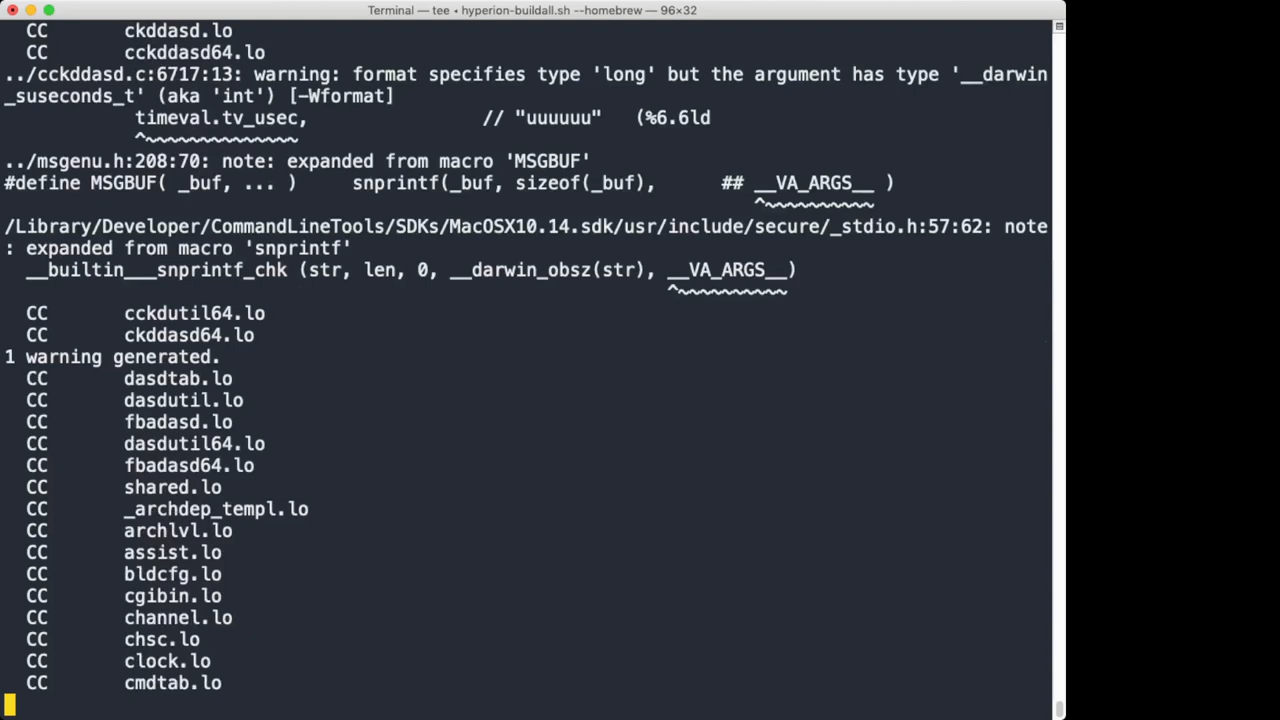 Terminal — tee ◂ hyperion-buildall.sh --homebrew — 96×32
CC ckddasd.lo
CC cckddasd64.lo
../cckddasd.c:6717:13: warning: format specifies type 'long' but the argument has type '__darwin
_suseconds_t' (aka 'int') [-Wformat]
timeval.tv_usec, // "uuuuuu" (%6.6ld
^~~~~~~~~~~~~~~
../msgenu.h:208:70: note: expanded from macro 'MSGBUF'
#define MSGBUF( _buf, ... ) snprintf(_buf, sizeof(_buf), ## __VA_ARGS__ )
^~~~~~~~~~~
/Library/Developer/CommandLineTools/SDKs/MacOSX10.14.sdk/usr/include/secure/_stdio.h:57:62: note
: expanded from macro 'snprintf'
__builtin___snprintf_chk (str, len, 0, __darwin_obsz(str), __VA_ARGS__)
^~~~~~~~~~~
CC cckdutil64.lo
CC ckddasd64.lo
1 warning generated.
CC dasdtab.lo
CC dasdutil.lo
CC fbadasd.lo
CC dasdutil64.lo
CC fbadasd64.lo
CC shared.lo
CC _archdep_templ.lo
CC archlvl.lo
CC assist.lo
CC bldcfg.lo
CC cgibin.lo
CC channel.lo
CC chsc.lo
CC clock.lo
CC cmdtab.lo